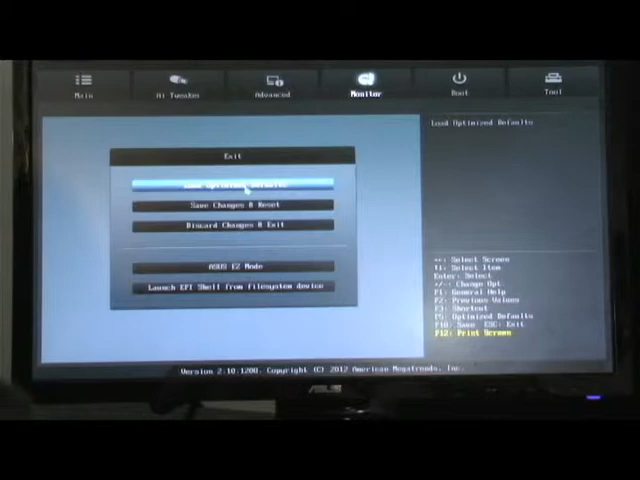 Main Ai Tweaker Advanced Monitor Boot Tool
Load Optimized Defaults
Exit
Load Optimized Defaults
Save Changes & Reset
Discard Changes & Exit
ASUS EZ Mode
Launch EFI Shell from filesystem device
→←: Select Screen
↑↓: Select Item
Enter: Select
+/-: Change Opt
F1: General Help
F2: Previous Values
F3: Shortcut
F5: Optimized Defaults
F10: Save ESC: Exit
F12: Print Screen
Version 2.10.1208. Copyright (C) 2012 American Megatrends, Inc.
ASUS